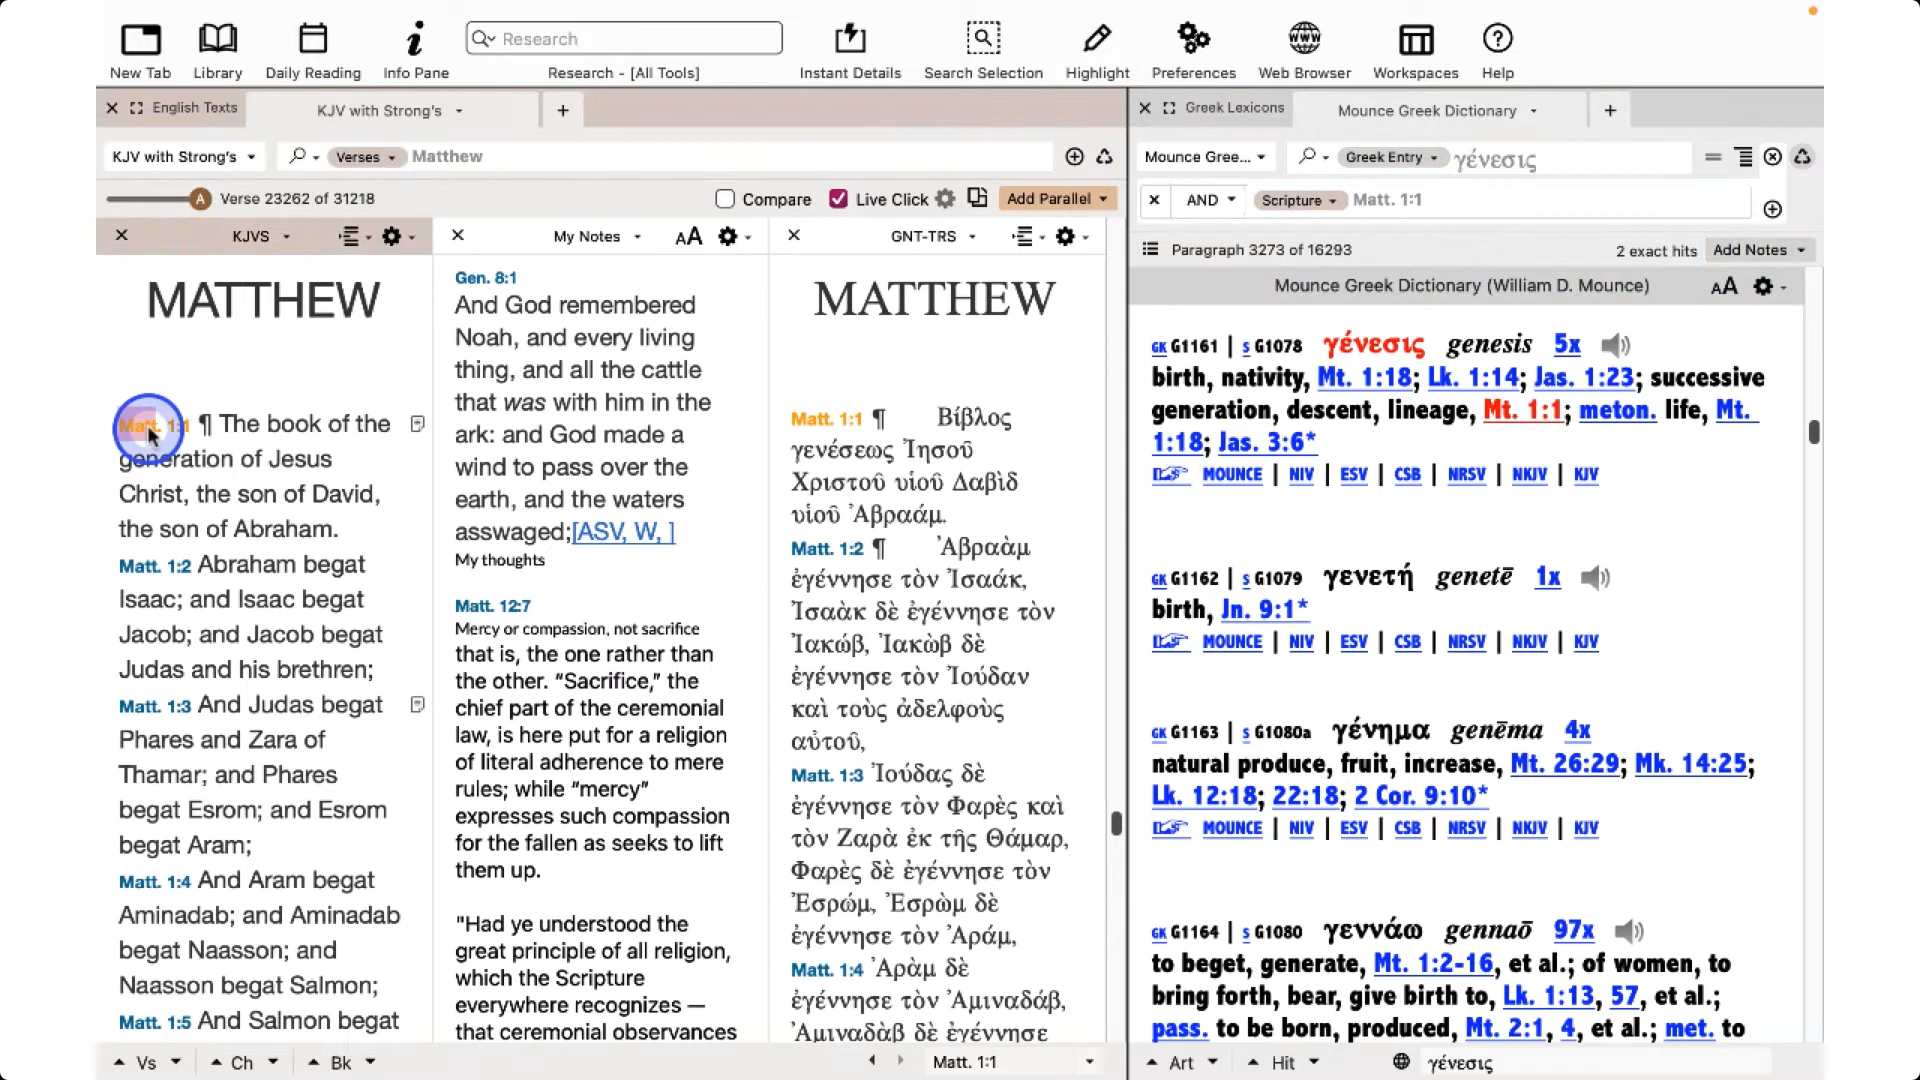 New Tab
Library
Daily Reading
Info Pane
Research
Research - [All Tools]
Instant Details
Search Selection
Highlight
Preferences
WWW
Web Browser
Workspaces
Help
English Texts
KJV with Strong's
KJV with Strong's
Verses
Matthew
A
Verse 23262 of 31218
Compare
Live Click
Add Parallel
KJVS
MATTHEW
Matt. 1:1 ¶ The book of the
generation of Jesus
Christ, the son of David,
the son of Abraham.
Matt. 1:2 Abraham begat
Isaac; and Isaac begat
Jacob; and Jacob begat
Judas and his brethren;
Matt. 1:3 And Judas begat
Phares and Zara of
Thamar; and Phares
begat Esrom; and Esrom
begat Aram;
Matt. 1:4 And Aram begat
Aminadab; and Aminadab
begat Naasson; and
Naasson begat Salmon;
Matt. 1:5 And Salmon begat
My Notes
AA
Gen. 8:1
And God remembered
Noah, and every living
thing, and all the cattle
that was with him in the
ark: and God made a
wind to pass over the
earth, and the waters
asswaged;[ASV, W, ]
My thoughts
Matt. 12:7
Mercy or compassion, not sacrifice
that is, the one rather than
the other. “Sacrifice,” the
chief part of the ceremonial
law, is here put for a religion
of literal adherence to mere
rules; while “mercy”
expresses such compassion
for the fallen as seeks to lift
them up.
"Had ye understood the
great principle of all religion,
which the Scripture
everywhere recognizes —
that ceremonial observances
GNT-TRS
MATTHEW
Matt. 1:1 ¶ Βίβλος
γενέσεως Ἰησοῦ
Χριστοῦ υἱοῦ Δαβὶδ
υἱοῦ Ἀβραάμ.
Matt. 1:2 ¶ Ἀβραὰμ
ἐγέννησε τὸν Ἰσαάκ,
Ἰσαὰκ δὲ ἐγέννησε τὸν
Ἰακώβ, Ἰακὼβ δὲ
ἐγέννησε τὸν Ἰούδαν
καὶ τοὺς ἀδελφοὺς
αὐτοῦ,
Matt. 1:3 Ἰούδας δὲ
ἐγέννησε τὸν Φαρὲς καὶ
τὸν Ζαρὰ ἐκ τῆς Θάμαρ,
Φαρὲς δὲ ἐγέννησε τὸν
Ἐσρώμ, Ἐσρὼμ δὲ
ἐγέννησε τὸν Ἀράμ,
Matt. 1:4 Ἀρὰμ δὲ
ἐγέννησε τὸν Ἀμιναδάβ,
Ἀμιναδὰβ δὲ ἐγέννησε
Vs
Ch
Bk
Matt. 1:1
Greek Lexicons
Mounce Greek Dictionary
Mounce Gree...
Greek Entry
γένεσις
AND
Scripture
Matt. 1:1
Paragraph 3273 of 16293
2 exact hits
Add Notes
Mounce Greek Dictionary (William D. Mounce)
AA
GK G1161 | S G1078 γένεσις genesis 5x
birth, nativity, Mt. 1:18; Lk. 1:14; Jas. 1:23; successive
generation, descent, lineage, Mt. 1:1; meton. life, Mt.
1:18; Jas. 3:6*
MOUNCE | NIV | ESV | CSB | NRSV | NKJV | KJV
GK G1162 | S G1079 γενετή genetē 1x
birth, Jn. 9:1*
MOUNCE | NIV | ESV | CSB | NRSV | NKJV | KJV
GK G1163 | S G1080a γένημα genēma 4x
natural produce, fruit, increase, Mt. 26:29; Mk. 14:25;
Lk. 12:18; 22:18; 2 Cor. 9:10*
MOUNCE | NIV | ESV | CSB | NRSV | NKJV | KJV
GK G1164 | S G1080 γεννάω gennaō 97x
to beget, generate, Mt. 1:2-16, et al.; of women, to
bring forth, bear, give birth to, Lk. 1:13, 57, et al.;
pass. to be born, produced, Mt. 2:1, 4, et al.; met. to
Art
Hit
γένεσις